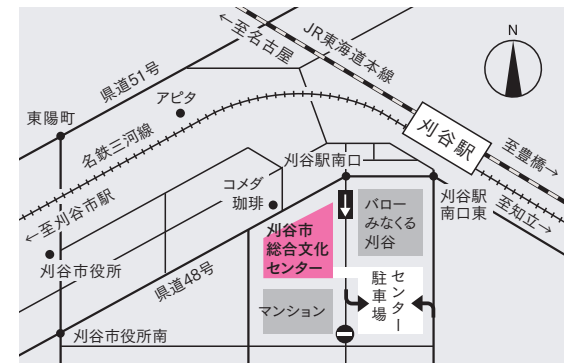 ←至名古屋
JR東海道本線
N
県道51号
アピタ
東陽町
名鉄三河線
刈谷駅
至豊橋→
刈谷駅南口
コメダ
珈琲
バロー
みなくる
刈谷
刈谷駅
南口東
至知立→
←至刈谷市駅
刈谷市
総合文化
センター
刈谷市役所
県道48号
センター
駐車場
マンション
刈谷市役所南